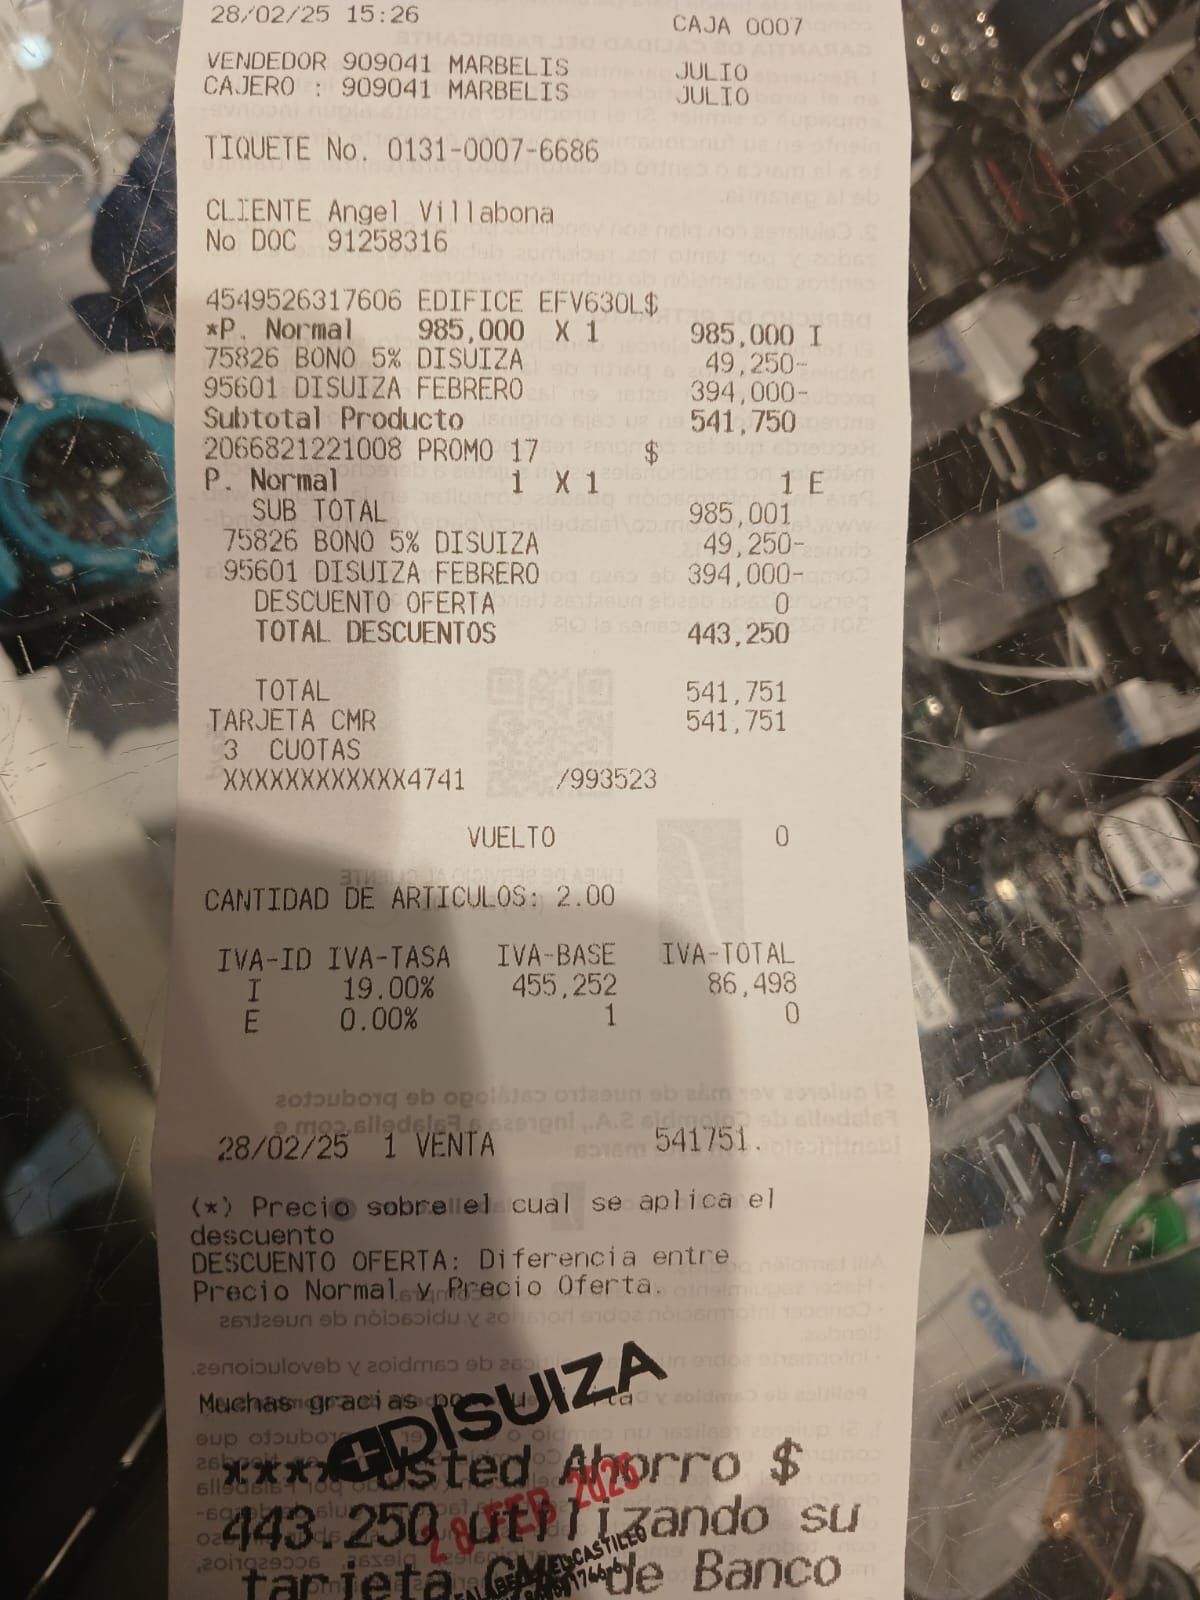 28/02/25 15:26 CAJA 0007
VENDEDOR 909041 MARBELIS JULIO
CAJERO : 909041 MARBELIS JULIO
TIQUETE No. 0131-0007-6686
CLIENTE Angel Villabona
No DOC 91258316
4549526317606 EDIFICE EFV630L$
*P. Normal 985,000 X 1 985,000 I
75826 BONO 5% DISUIZA 49,250-
95601 DISUIZA FEBRERO 394,000-
Subtotal Producto 541,750
2066821221008 PROMO 17 $
P. Normal 1 X 1 1 E
SUB TOTAL 985,001
75826 BONO 5% DISUIZA 49,250-
95601 DISUIZA FEBRERO 394,000-
DESCUENTO OFERTA 0
TOTAL DESCUENTOS 443,250
TOTAL 541,751
TARJETA CMR 541,751
3 CUOTAS
XXXXXXXXXXXX4741 /993523
VUELTO 0
CANTIDAD DE ARTICULOS: 2.00
IVA-ID IVA-TASA IVA-BASE IVA-TOTAL
I 19.00% 455,252 86,498
E 0.00% 1 0
28/02/25 1 VENTA 541751.
(*) Precio sobre el cual se aplica el
descuento
DESCUENTO OFERTA: Diferencia entre
Precio Normal y Precio Oferta.
Muchas gracias
DISUIZA
Usted Ahorro $
443.250 utilizando su
28 FEB 2025
tarjeta de Banco